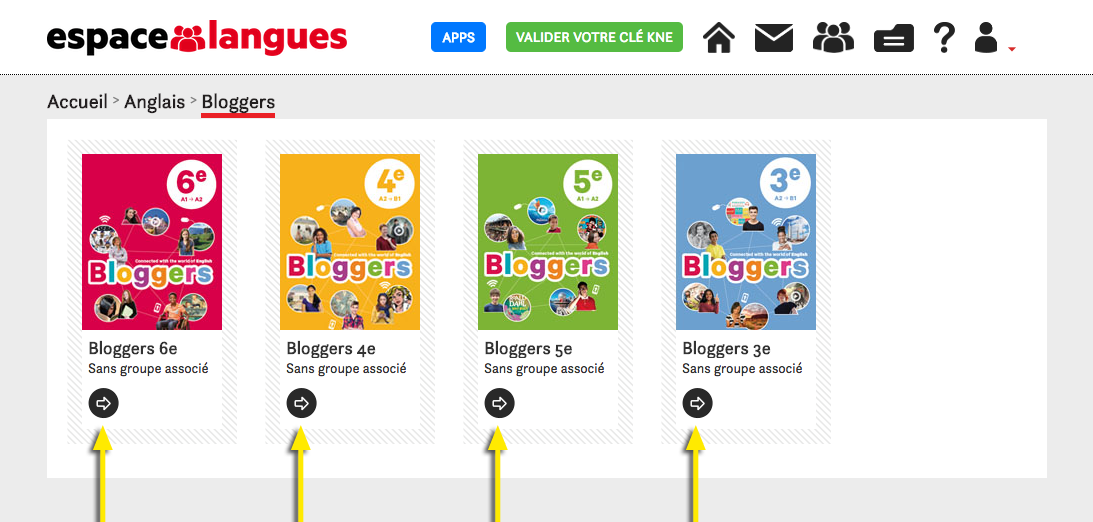 espace langues
APPS
VALIDER VOTRE CLÉ KNE
?
Accueil > Anglais > Bloggers
6e
A1 → A2
Connected with the world of English
Bloggers
Bloggers 6e
Sans groupe associé
4e
A2 → B1
Connected with the world of English
Bloggers
Bloggers 4e
Sans groupe associé
5e
A1 → A2
Connected with the world of English
Bloggers
ROALD
DAHL
Bloggers 5e
Sans groupe associé
3e
A2 → B1
Connected with the world of English
Bloggers
Bloggers 3e
Sans groupe associé